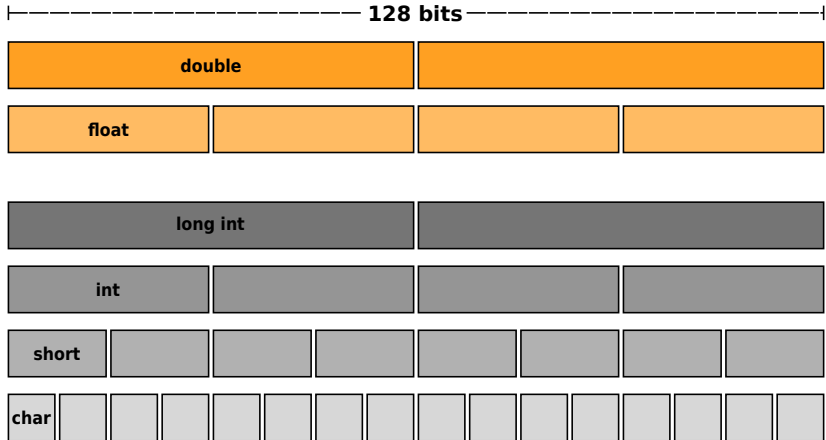 128 bits
double
float
long int
int
short
char